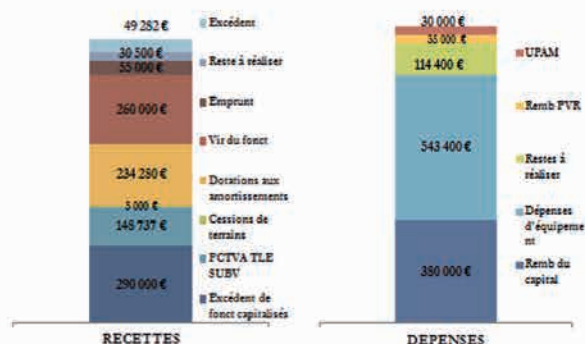 49 282 €
30 500 €
55 000 €
260 000 €
234 280 €
3 000 €
145 737 €
290 000 €
Excédent
Reste à réaliser
Emprunt
Vir du fonct
Dotations aux
amortissements
Cessions de
terrains
FCTVA TLE
SUBV
Excédent de
fonct capitalisés
RECETTES
30 000 €
35 000 €
114 400 €
543 400 €
380 000 €
UPAM
Remb PVR
Restes à
réaliser
Dépenses
d'équipeme
nt
Remb du
capital
DEPENSES